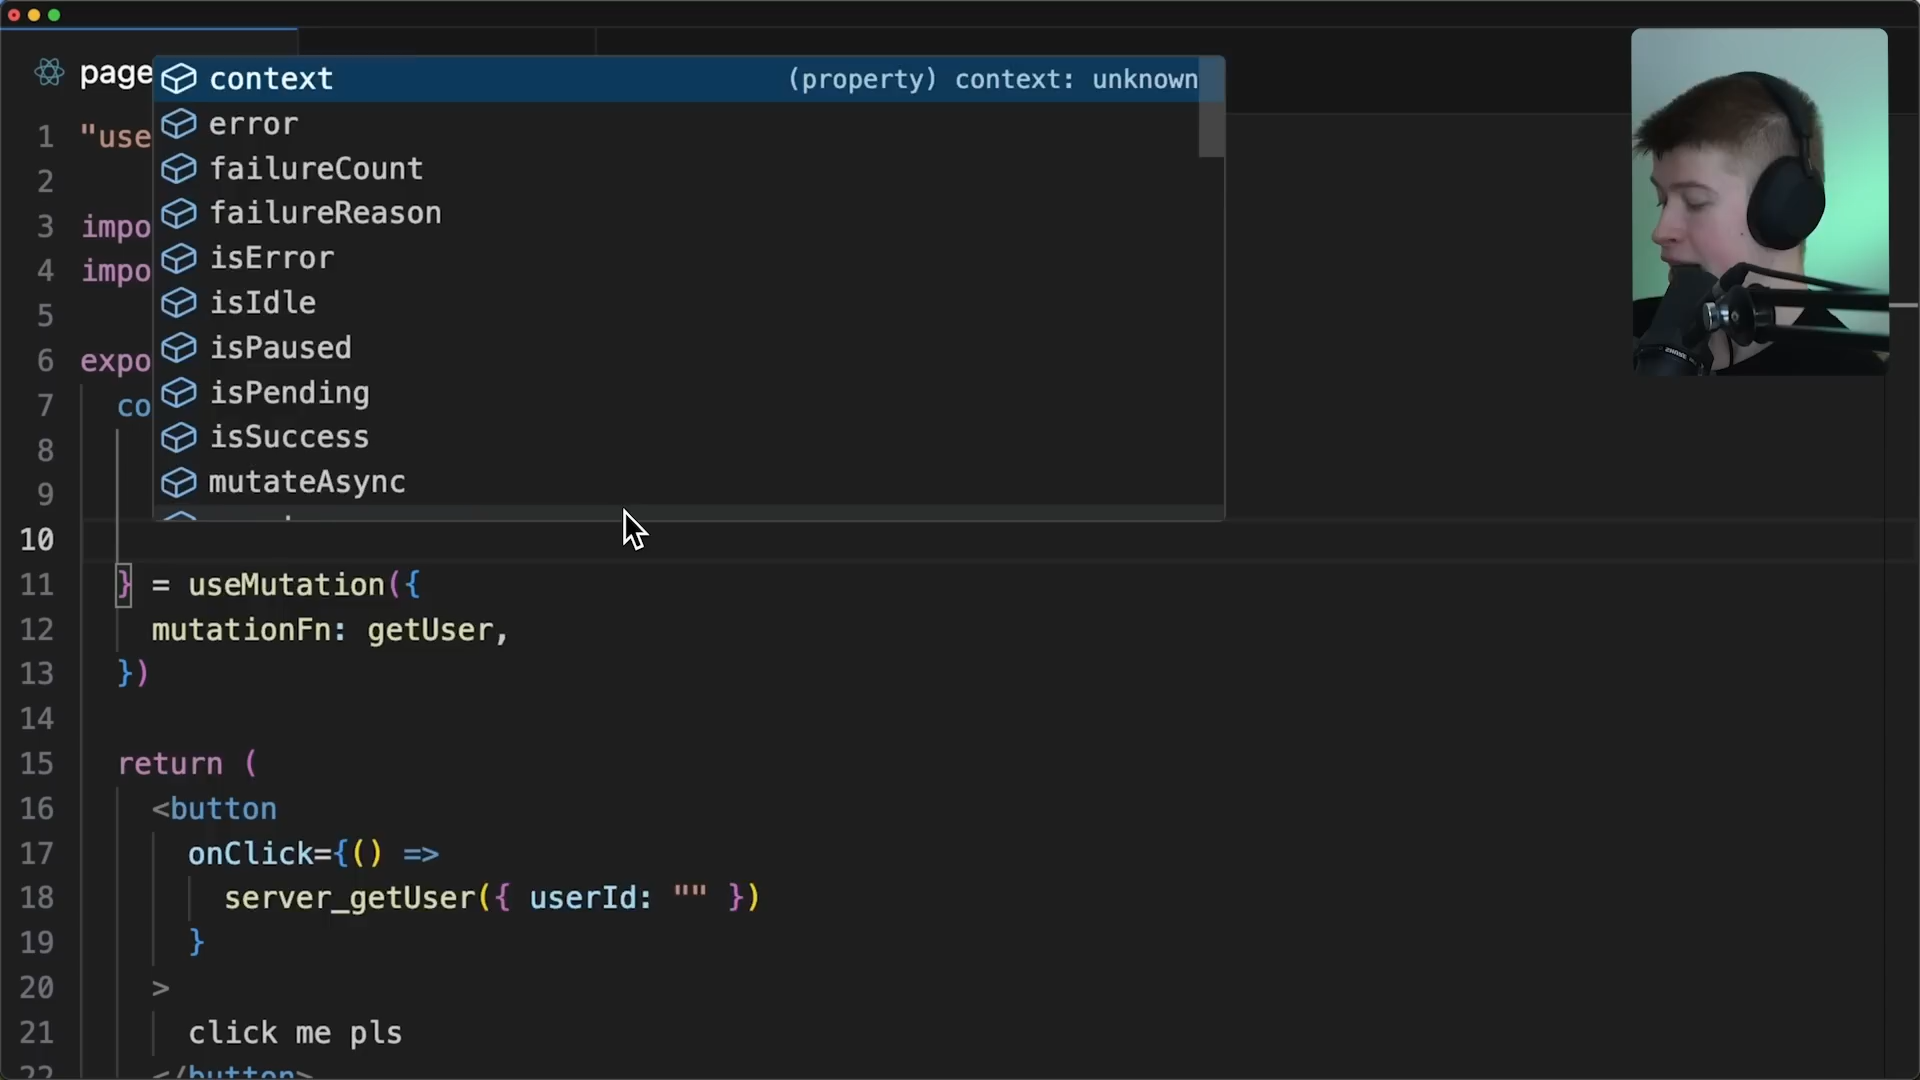 page
context (property) context: unknown
error
failureCount
failureReason
isError
isIdle
isPaused
isPending
isSuccess
mutateAsync
1 "use
2
3 impo
4 impo
5
6 expo
7 co
8
9
10
11 } = useMutation({
12 mutationFn: getUser,
13 })
14
15 return (
16 <button
17 onClick={() =>
18 server_getUser({ userId: "" })
19 }
20 >
21 click me pls
22 </button>